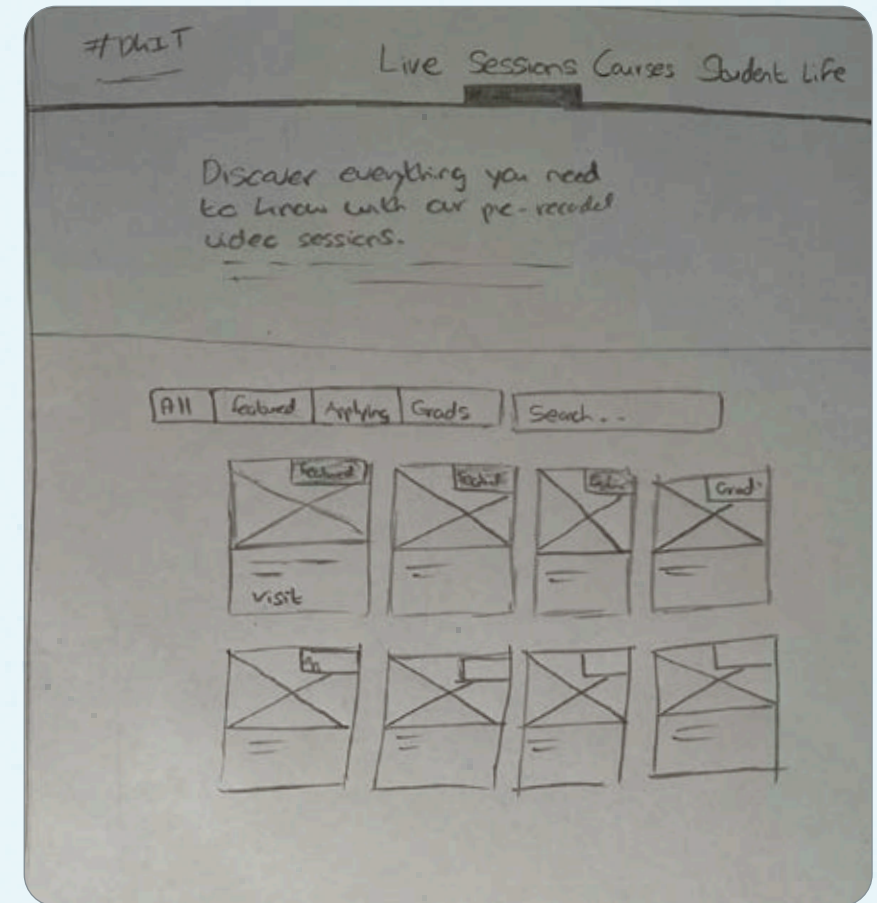 #DkIT
Live Sessions Courses Student Life
Discover everything you need
to know with our pre-recorded
video sessions.
All Featured Applying Grads Search..
Featured Grad
Visit